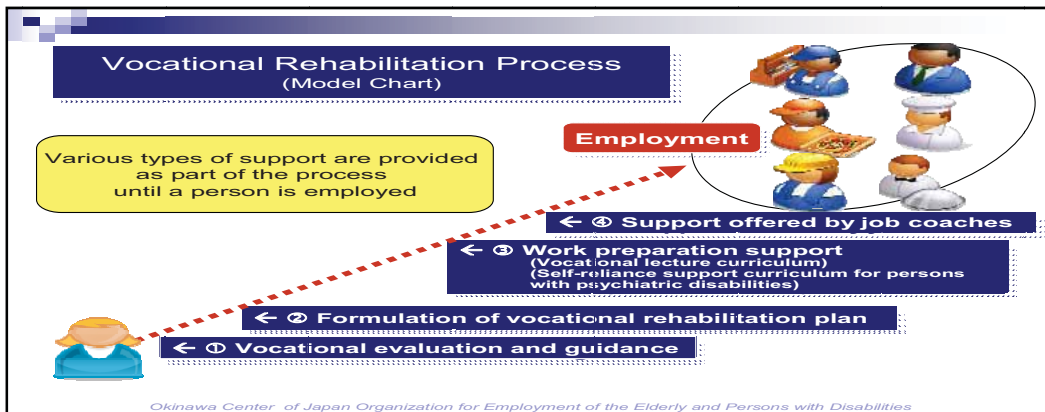 Vocational Rehabilitation Process
(Model Chart)
Employment
Various types of support are provided
as part of the process
until a person is employed
← ④ Support offered by job coaches
← ③ Work preparation support
(Vocational lecture curriculum)
(Self-reliance support curriculum for persons
with psychiatric disabilities)
← ② Formulation of vocational rehabilitation plan
← ① Vocational evaluation and guidance
Okinawa Center of Japan Organization for Employment of the Elderly and Persons with Disabilities